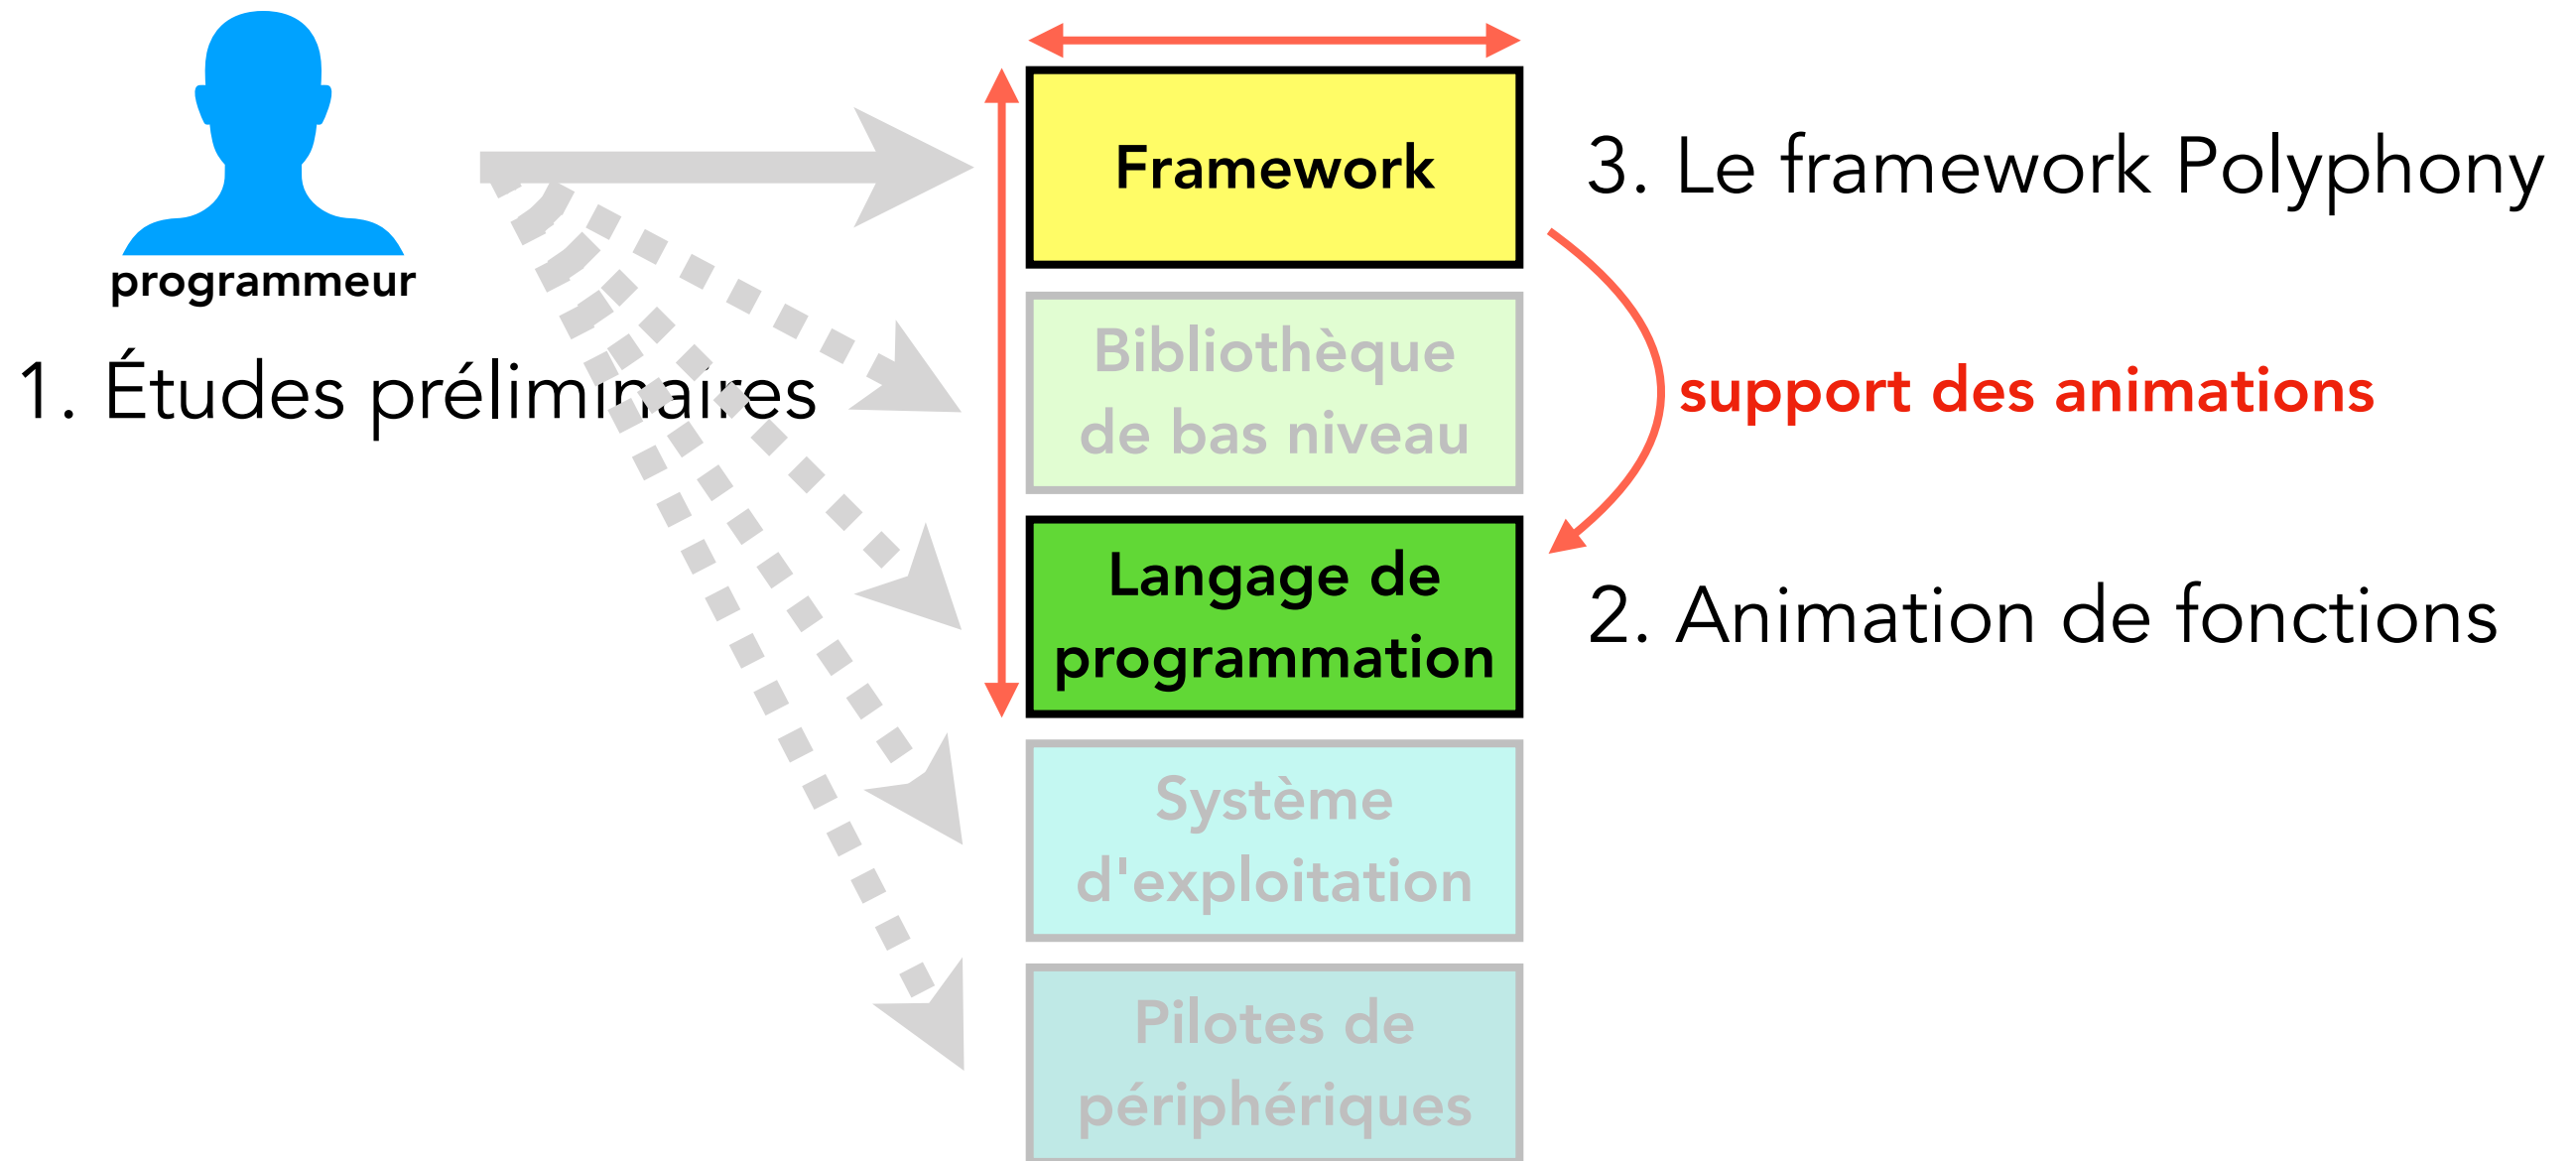 programmeur
1. Études préliminaires
Framework
Bibliothèque
de bas niveau
Langage de
programmation
Système
d'exploitation
Pilotes de
périphériques
3. Le framework Polyphony
support des animations
2. Animation de fonctions